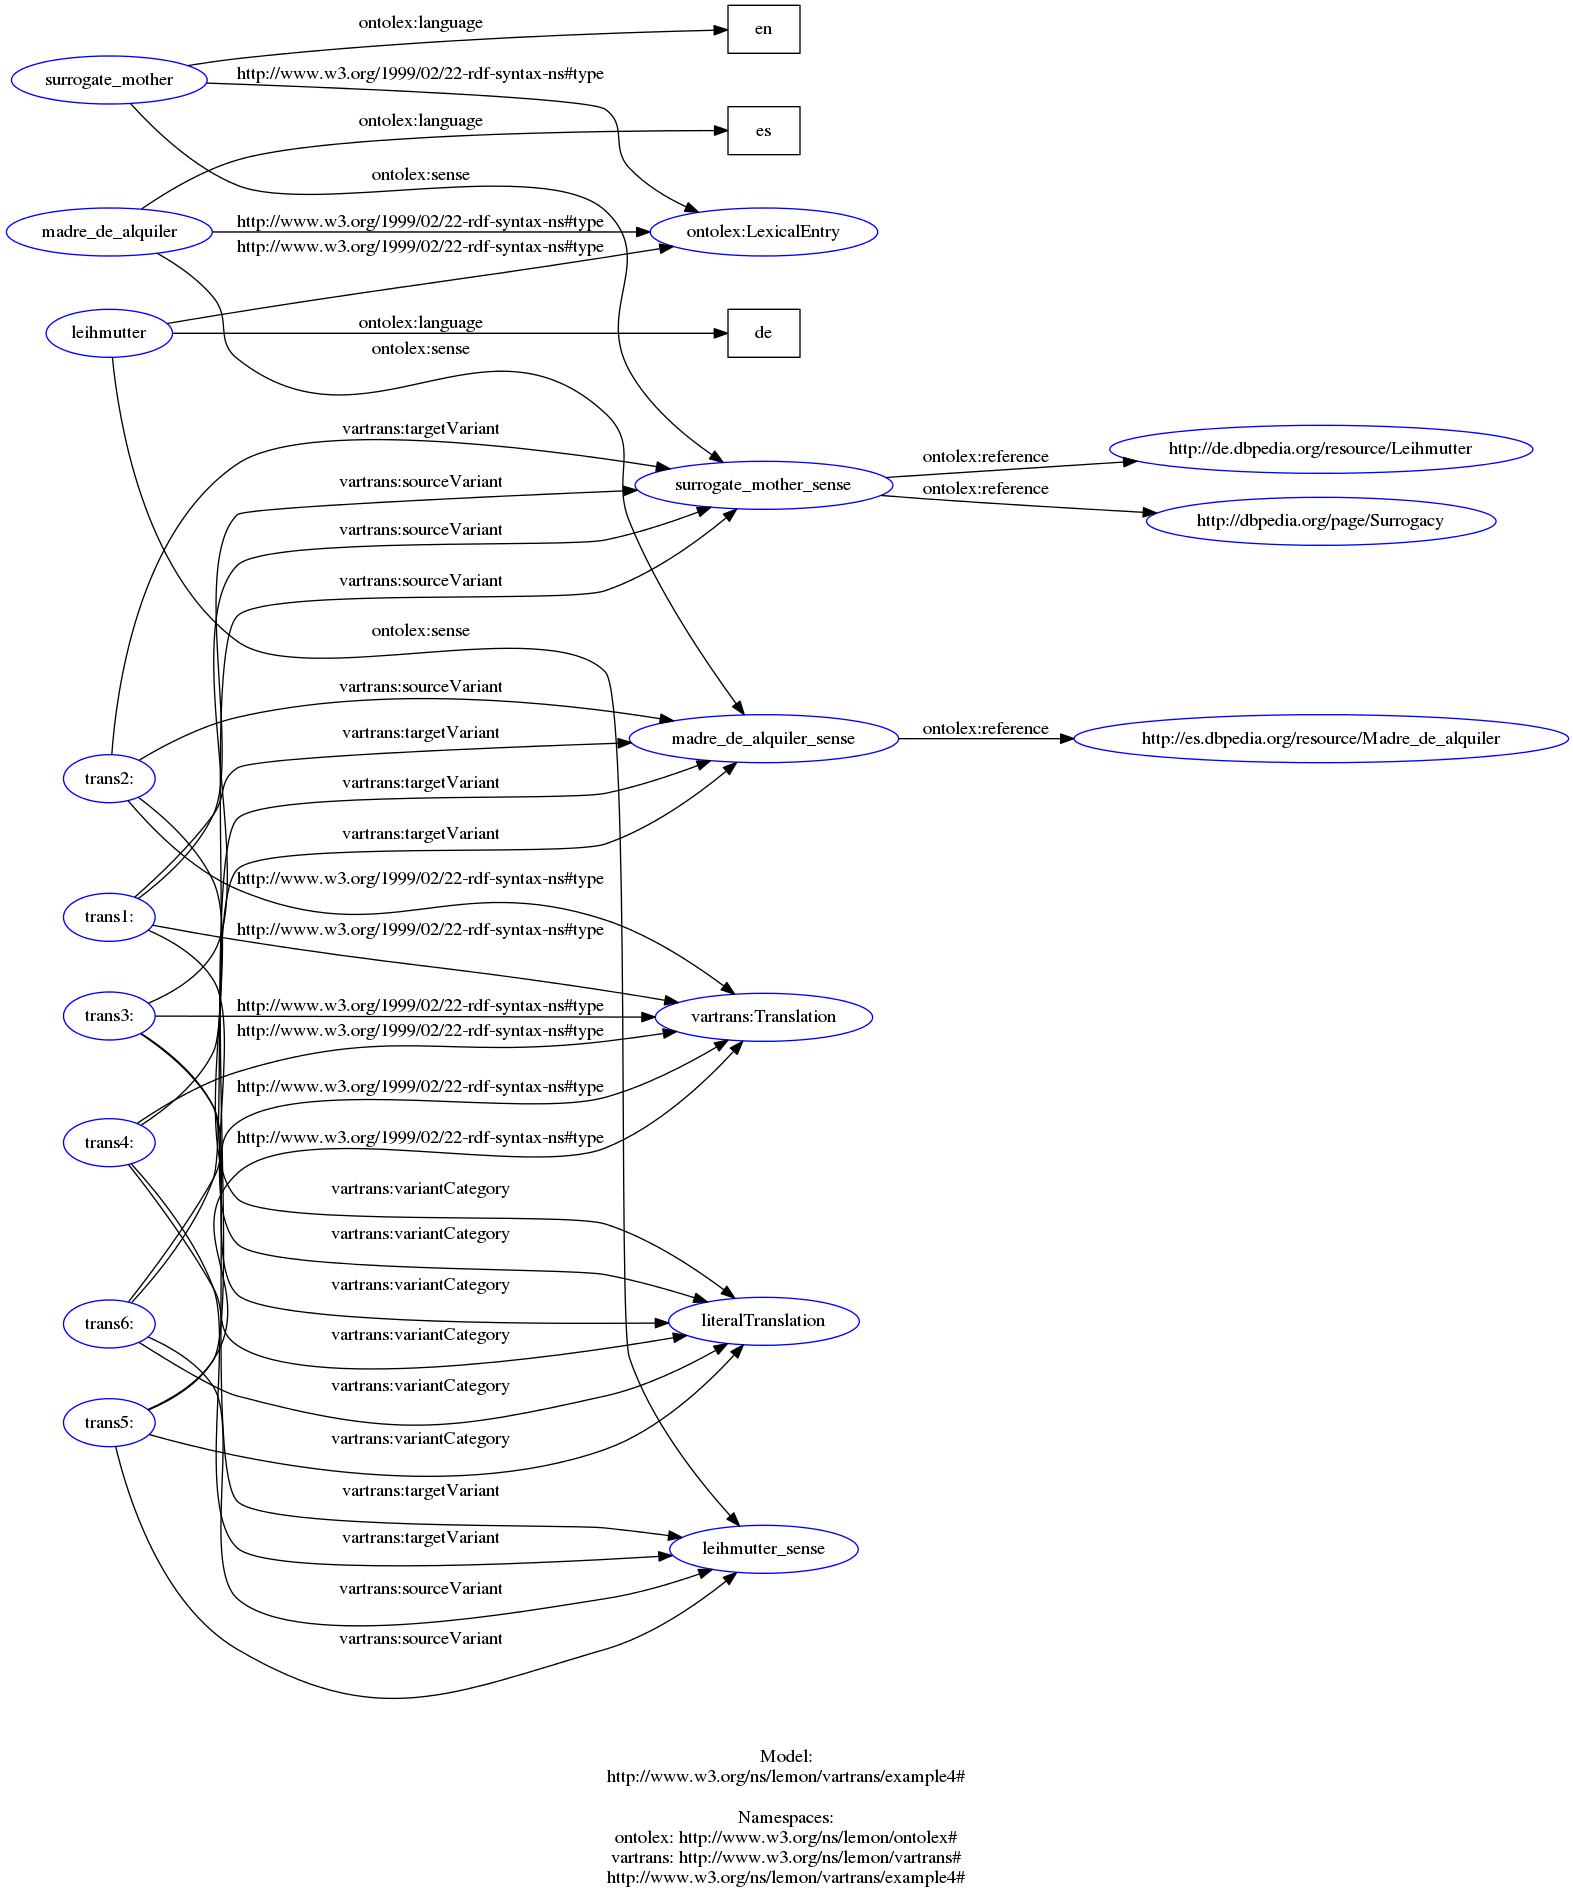 ontolex:language
en
surrogate_mother
http://www.w3.org/1999/02/22-rdf-syntax-ns#type
ontolex:language
es
ontolex:sense
madre_de_alquiler
http://www.w3.org/1999/02/22-rdf-syntax-ns#type
ontolex:LexicalEntry
http://www.w3.org/1999/02/22-rdf-syntax-ns#type
leihmutter
ontolex:language
de
ontolex:sense
vartrans:targetVariant
http://de.dbpedia.org/resource/Leihmutter
ontolex:reference
vartrans:sourceVariant
surrogate_mother_sense
ontolex:reference
http://dbpedia.org/page/Surrogacy
vartrans:sourceVariant
vartrans:sourceVariant
ontolex:sense
vartrans:sourceVariant
vartrans:targetVariant
madre_de_alquiler_sense
ontolex:reference
http://es.dbpedia.org/resource/Madre_de_alquiler
trans2:
vartrans:targetVariant
vartrans:targetVariant
http://www.w3.org/1999/02/22-rdf-syntax-ns#type
trans1:
http://www.w3.org/1999/02/22-rdf-syntax-ns#type
trans3:
http://www.w3.org/1999/02/22-rdf-syntax-ns#type
vartrans:Translation
http://www.w3.org/1999/02/22-rdf-syntax-ns#type
http://www.w3.org/1999/02/22-rdf-syntax-ns#type
trans4:
http://www.w3.org/1999/02/22-rdf-syntax-ns#type
vartrans:variantCategory
vartrans:variantCategory
vartrans:variantCategory
trans6:
literalTranslation
vartrans:variantCategory
vartrans:variantCategory
trans5:
vartrans:variantCategory
vartrans:targetVariant
vartrans:targetVariant
leihmutter_sense
vartrans:sourceVariant
vartrans:sourceVariant
Model:
http://www.w3.org/ns/lemon/vartrans/example4#
Namespaces:
ontolex: http://www.w3.org/ns/lemon/ontolex#
vartrans: http://www.w3.org/ns/lemon/vartrans#
http://www.w3.org/ns/lemon/vartrans/example4#